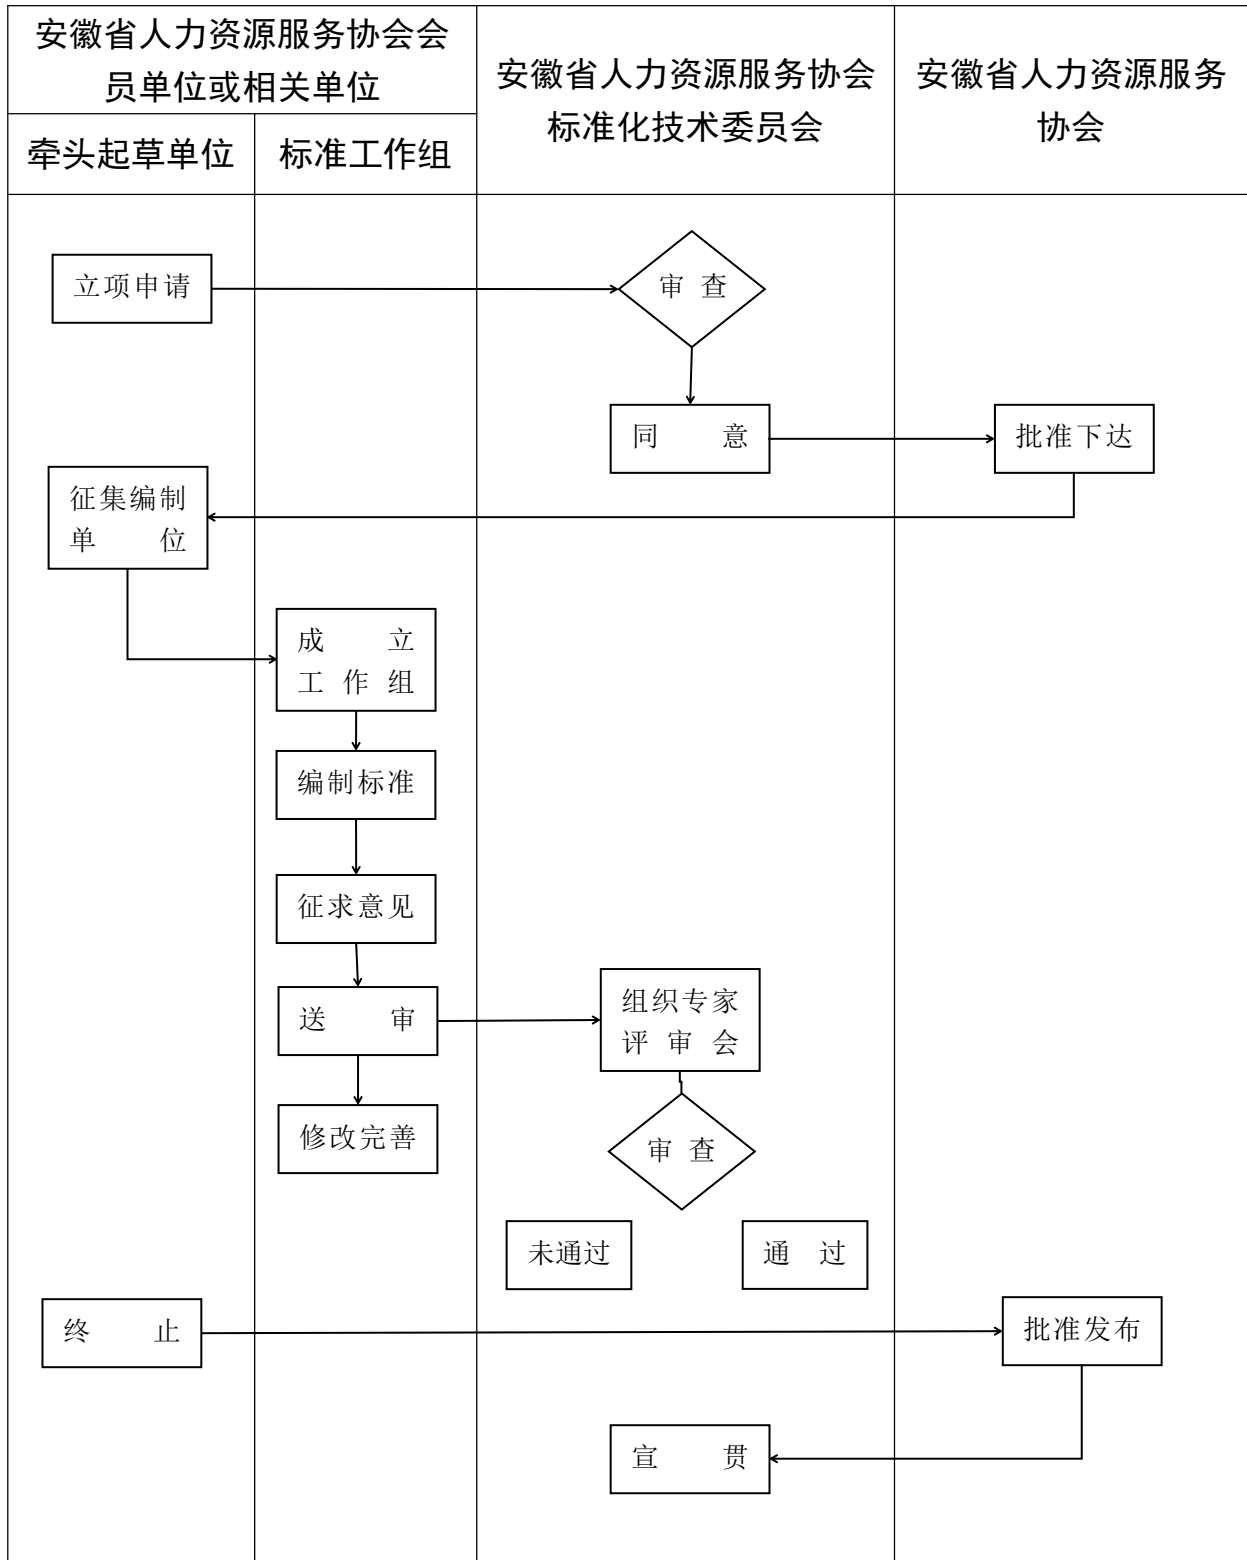 安徽省人力资源服务协会会
员单位或相关单位
安徽省人力资源服务协会
标准化技术委员会
安徽省人力资源服务
协会
牵头起草单位
标准工作组
立项申请
审 查
同 意
批准下达
征集编制
单 位
成 立
工 作 组
编制标准
征求意见
送 审
组织专家
评 审 会
修改完善
审 查
未通过
通 过
终 止
批准发布
宣 贯